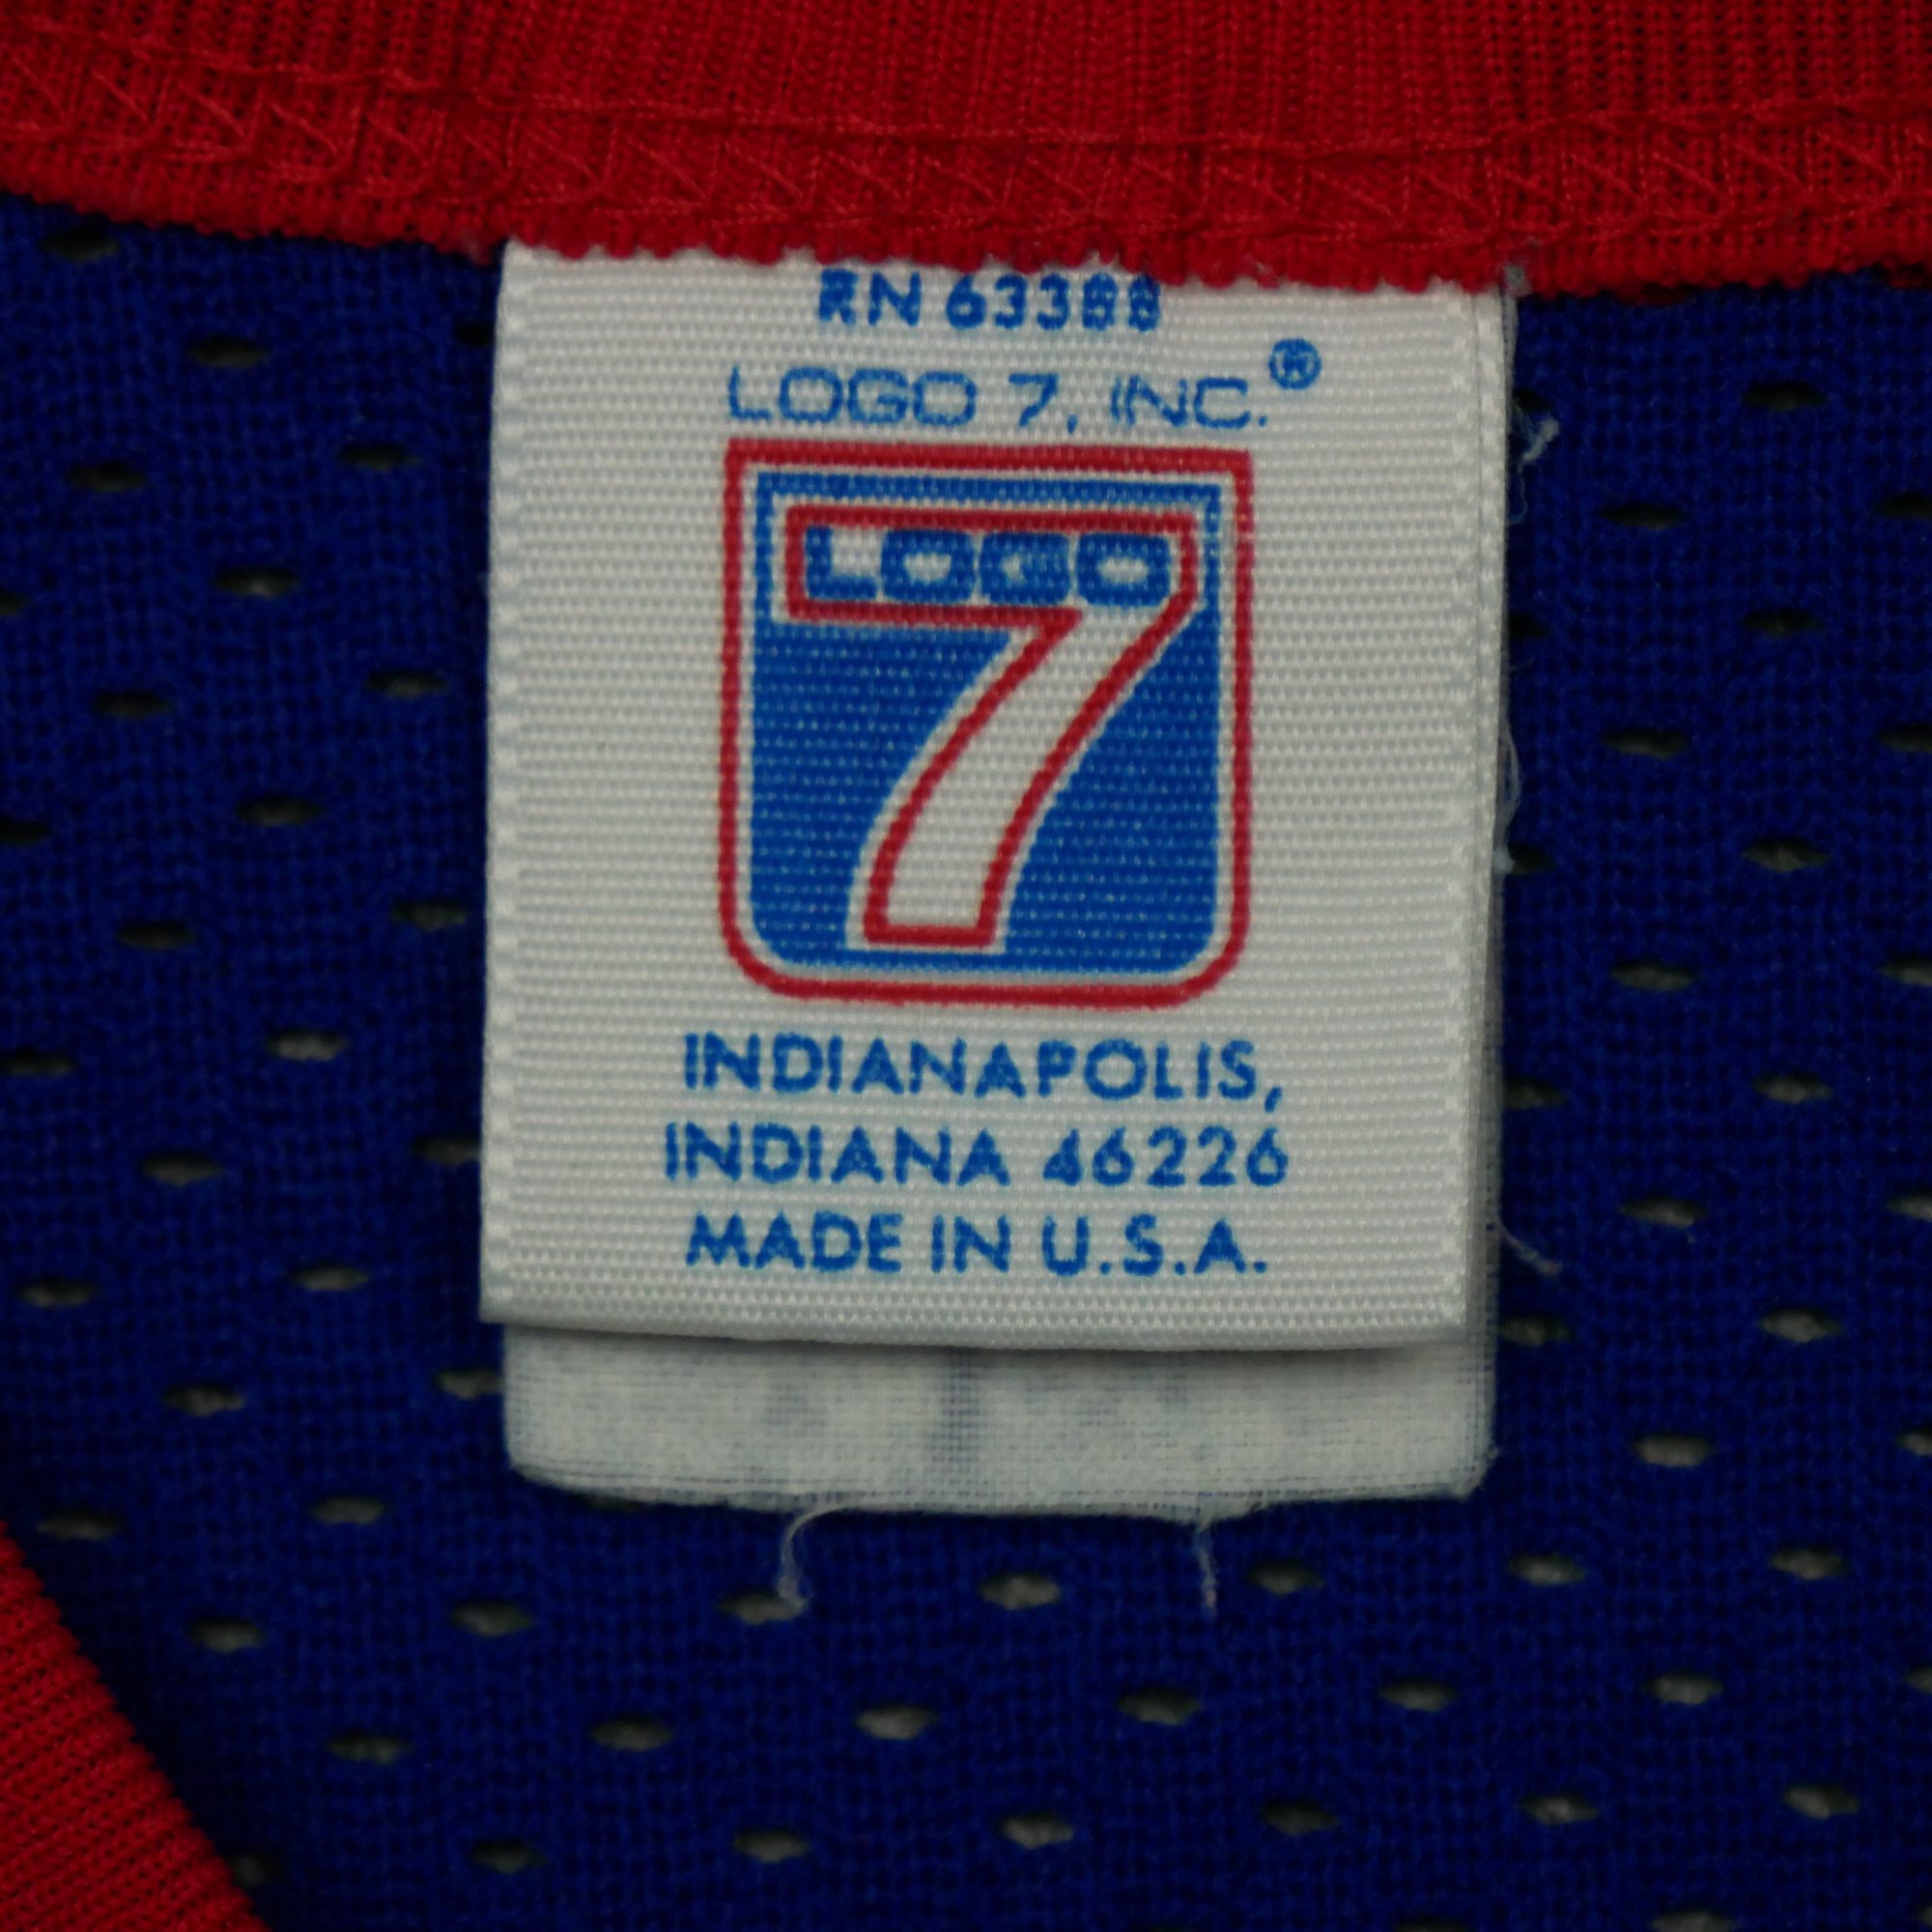 RN 63388
LOGO 7, INC.®
LOGO
7
INDIANAPOLIS,
INDIANA 46226
MADE IN U.S.A.